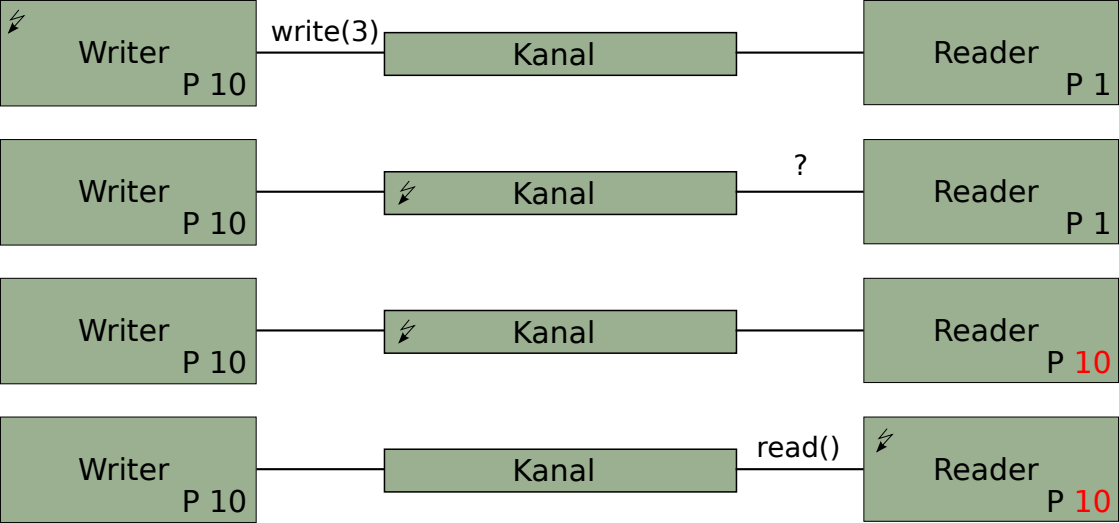 Writer
P 10
write(3)
Kanal
Reader
P 1
Writer
P 10
Kanal
?
Reader
P 1
Writer
P 10
Kanal
Reader
P 10
Writer
P 10
Kanal
read()
Reader
P 10